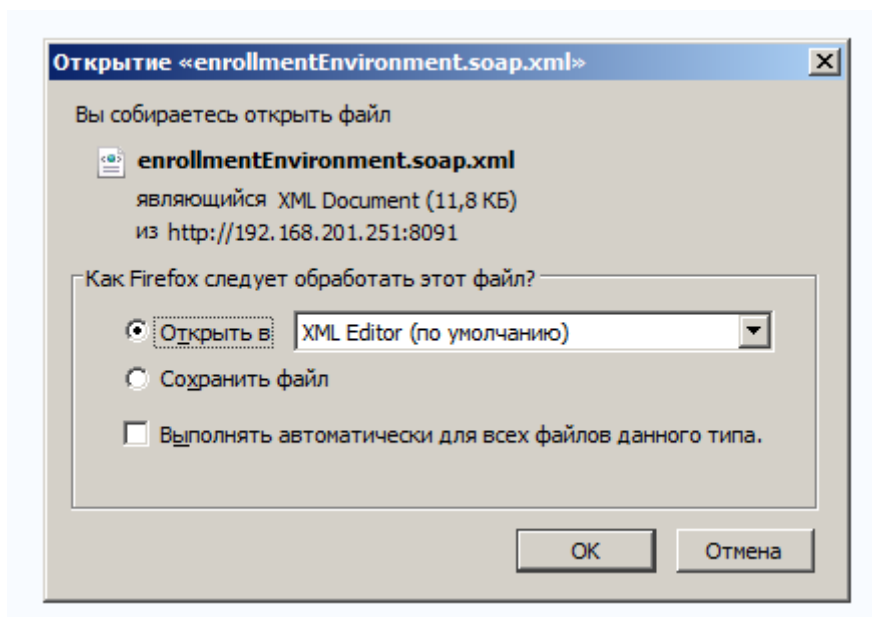 Открытие «enrollmentEnvironment.soap.xml»
Вы собираетесь открыть файл
enrollmentEnvironment.soap.xml
являющийся XML Document (11,8 КБ)
из http://192.168.201.251:8091
Как Firefox следует обработать этот файл?
Открыть в XML Editor (по умолчанию)
Сохранить файл
Выполнять автоматически для всех файлов данного типа.
OK Отмена